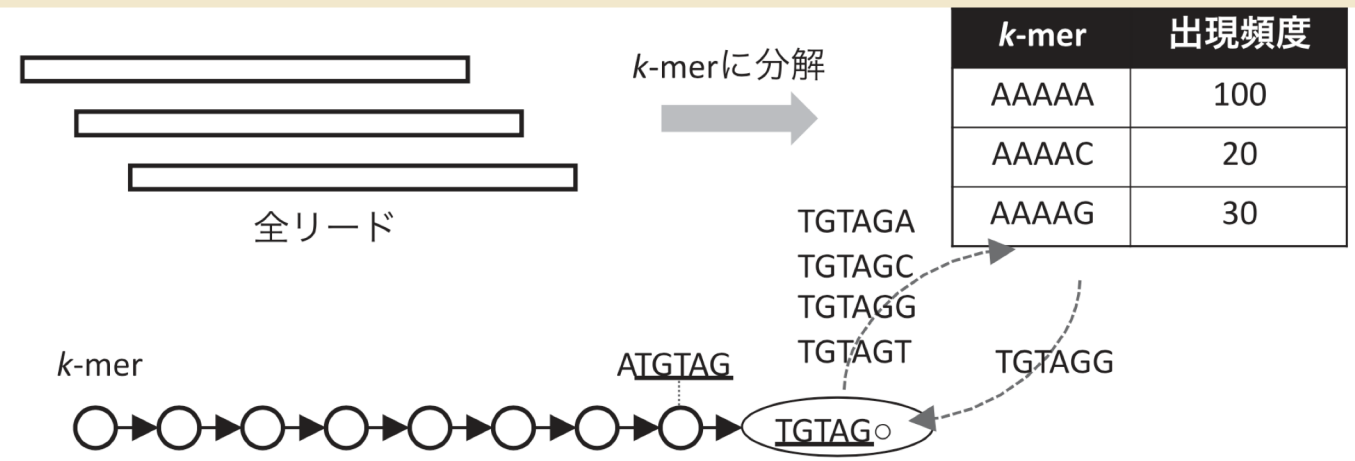 k-merに分解
全リード
k-mer 出現頻度
AAAAA 100
AAAAC 20
AAAAG 30
TGTAGA
TGTAGC
TGTAGG
TGTAGT
TGTAGG
k-mer
ATGTAG
TGTAG○